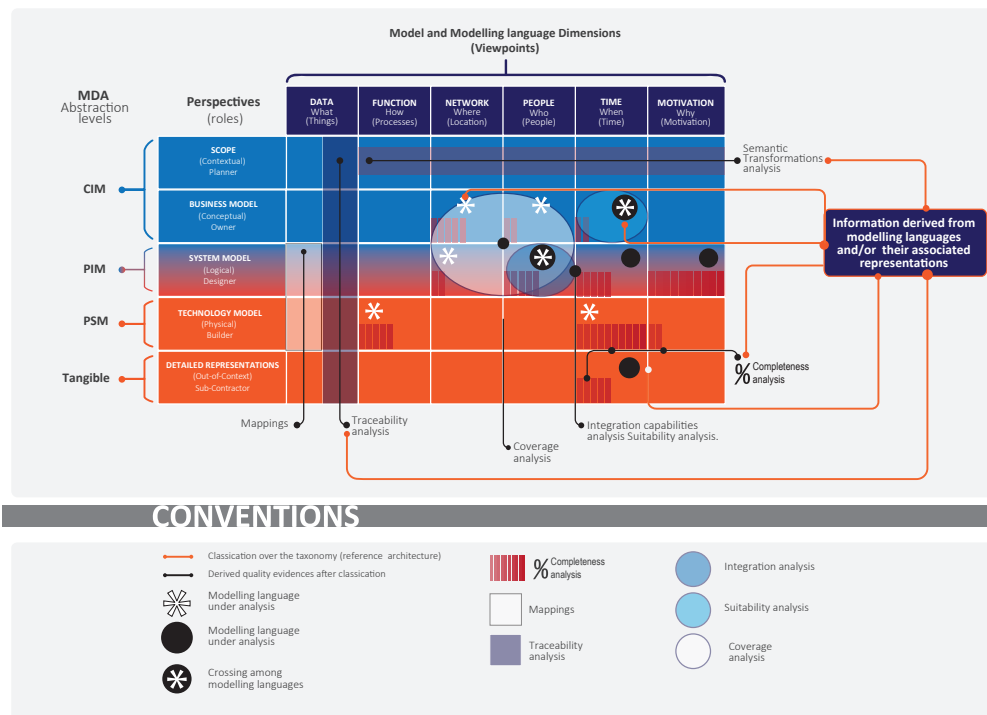 Model and Modelling language Dimensions
(Viewpoints)
MDA
Abstraction
levels
Perspectives
(roles)
DATA
What
(Things)
FUNCTION
How
(Processes)
NETWORK
Where
(Location)
PEOPLE
Who
(People)
TIME
When
(Time)
MOTIVATION
Why
(Motivation)
CIM
PIM
PSM
Tangible
SCOPE
(Contextual)
Planner
BUSINESS MODEL
(Conceptual)
Owner
SYSTEM MODEL
(Logical)
Designer
TECHNOLOGY MODEL
(Physical)
Builder
DETAILED REPRESENTATIONS
(Out-of-Context)
Sub-Contractor
Semantic
Transformations
analysis
Information derived from
modelling languages
and/or their associated
representations
% Completeness
analysis
Mappings
Traceability
analysis
Coverage
analysis
Integration capabilities
analysis Suitability analysis.
CONVENTIONS
Classication over the taxonomy (reference architecture)
Derived quality evidences after classication
Modelling language
under analysis
Modelling language
under analysis
Crossing among
modelling languages
% Completeness
analysis
Mappings
Traceability
analysis
Integration analysis
Suitability analysis
Coverage
analysis